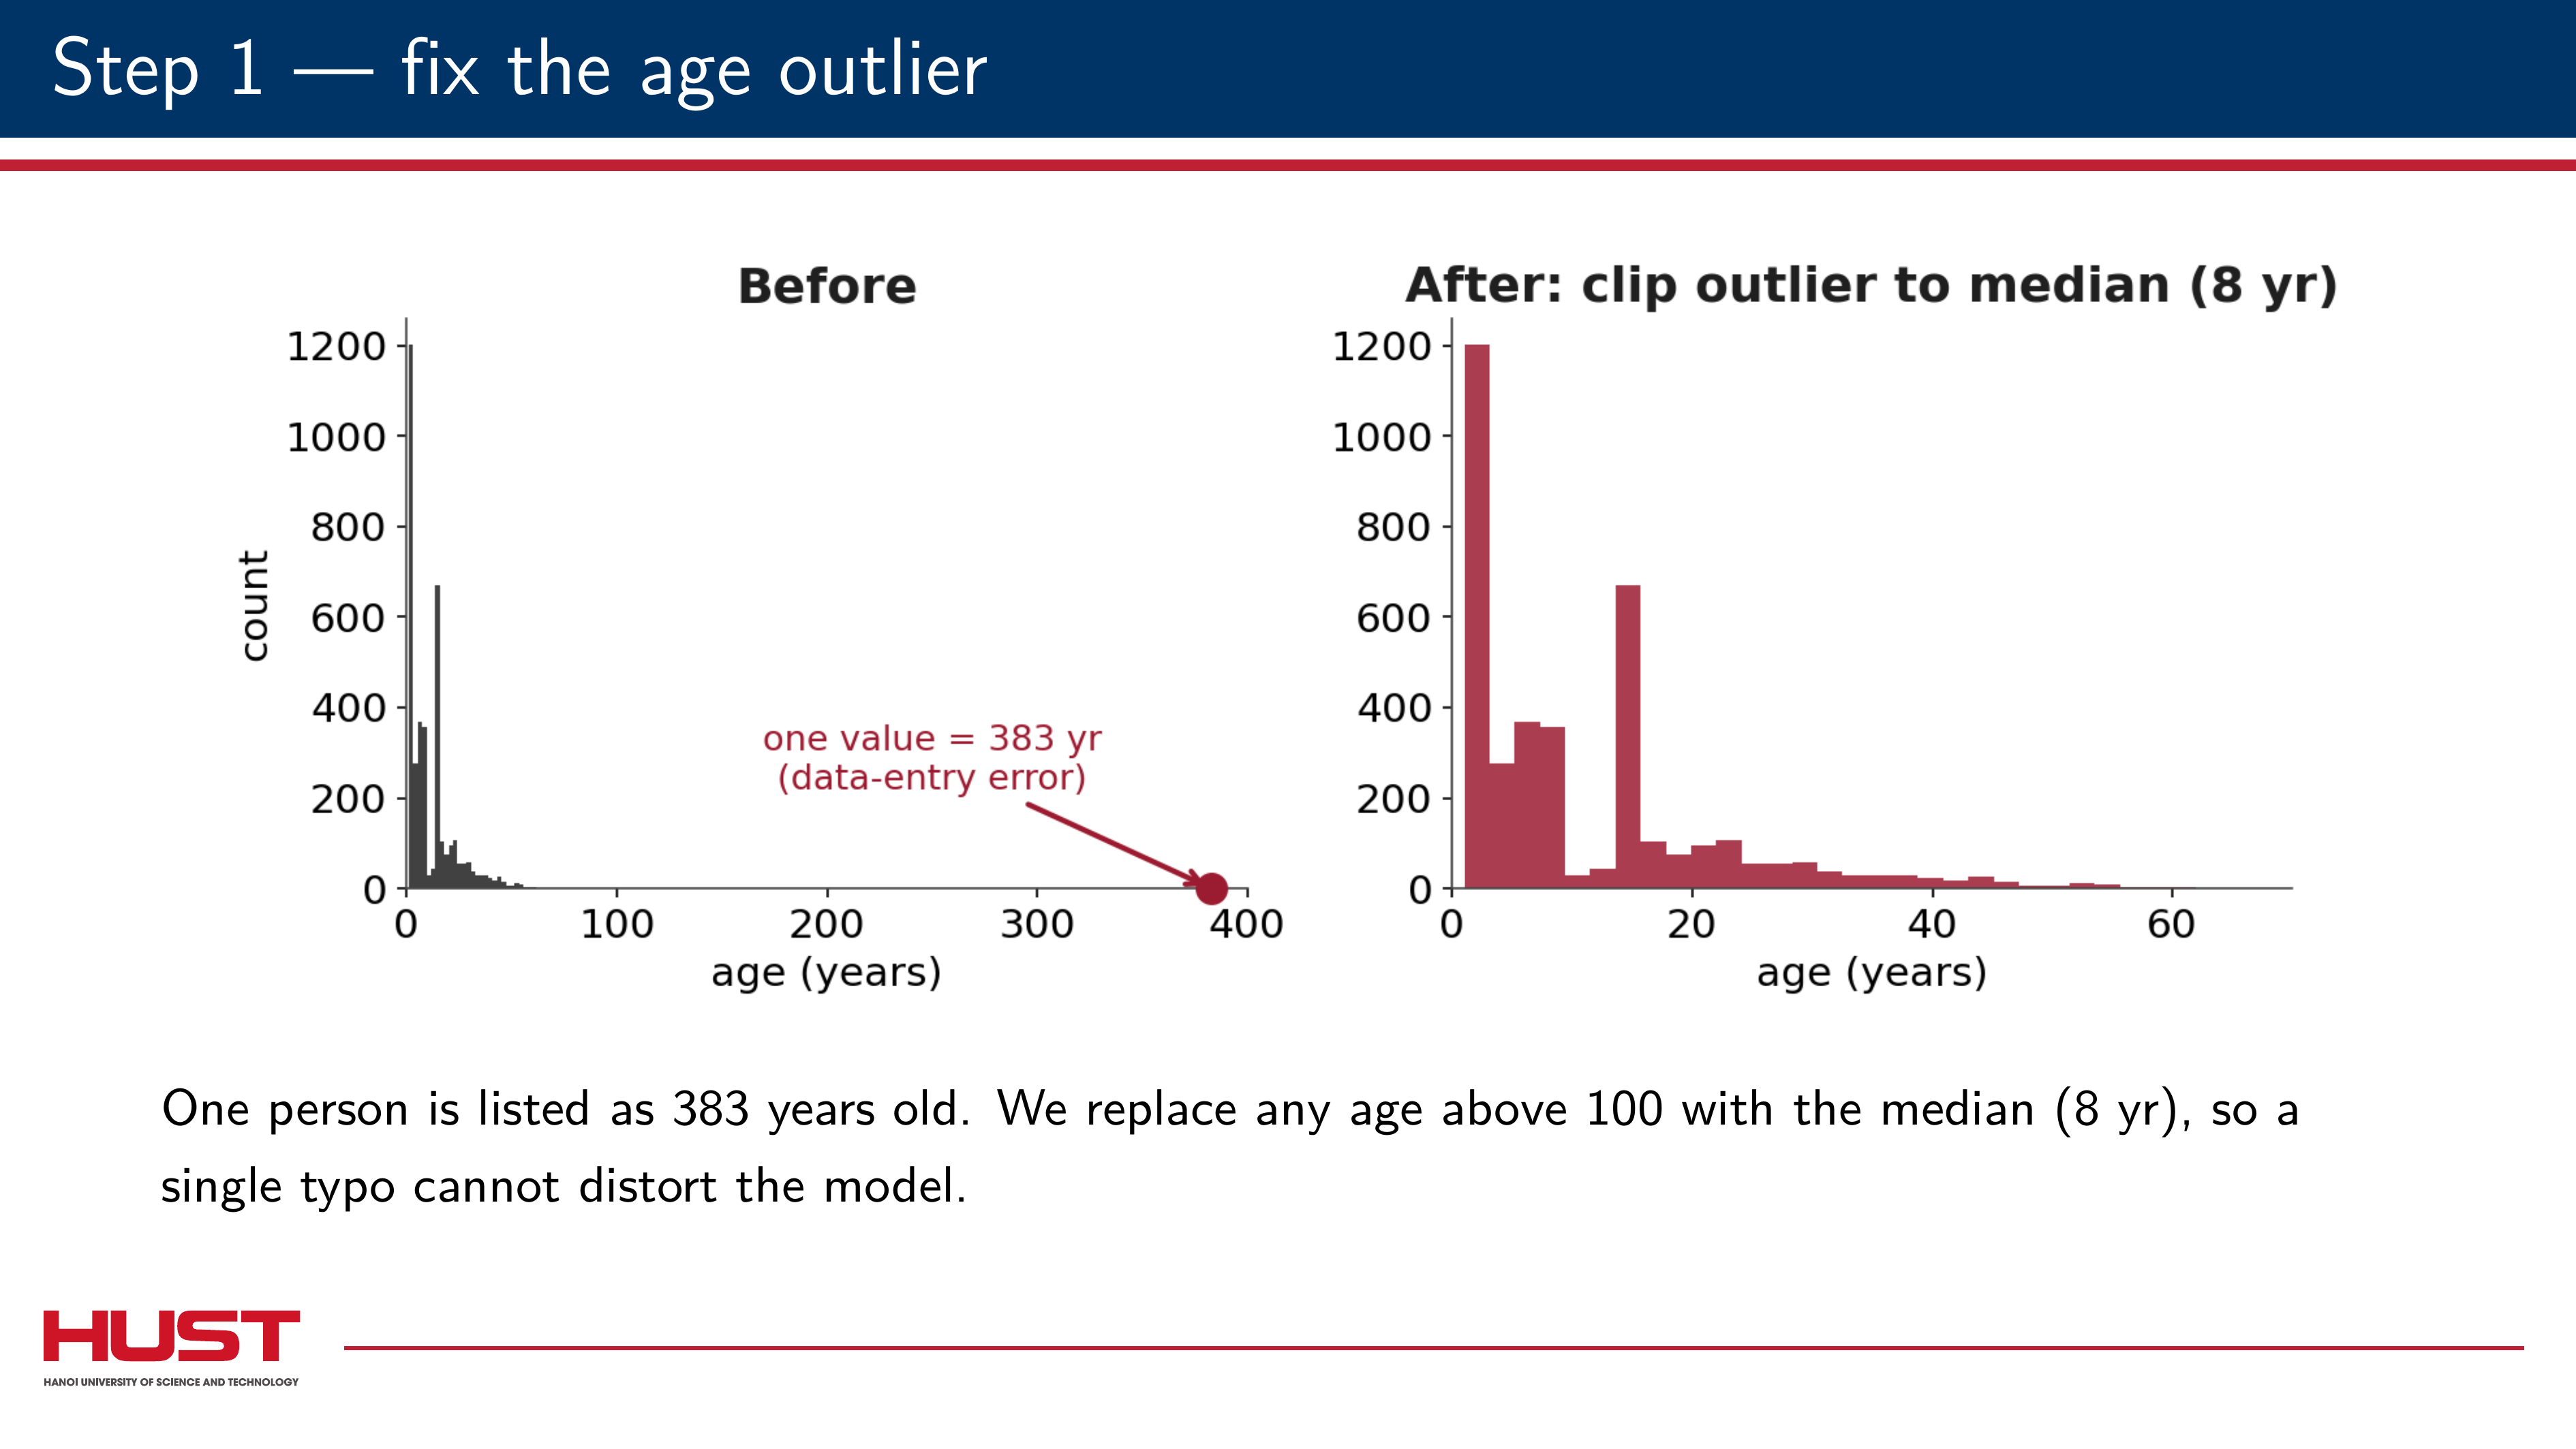 Step 1 — fix the age outlier
Before
1200
1000
800
600
400
200
0
count
one value = 383 yr
(data-entry error)
0 100 200 300 400
age (years)
After: clip outlier to median (8 yr)
1200
1000
800
600
400
200
0
0 20 40 60
age (years)
One person is listed as 383 years old. We replace any age above 100 with the median (8 yr), so a
single typo cannot distort the model.
HUST
HANOI UNIVERSITY OF SCIENCE AND TECHNOLOGY